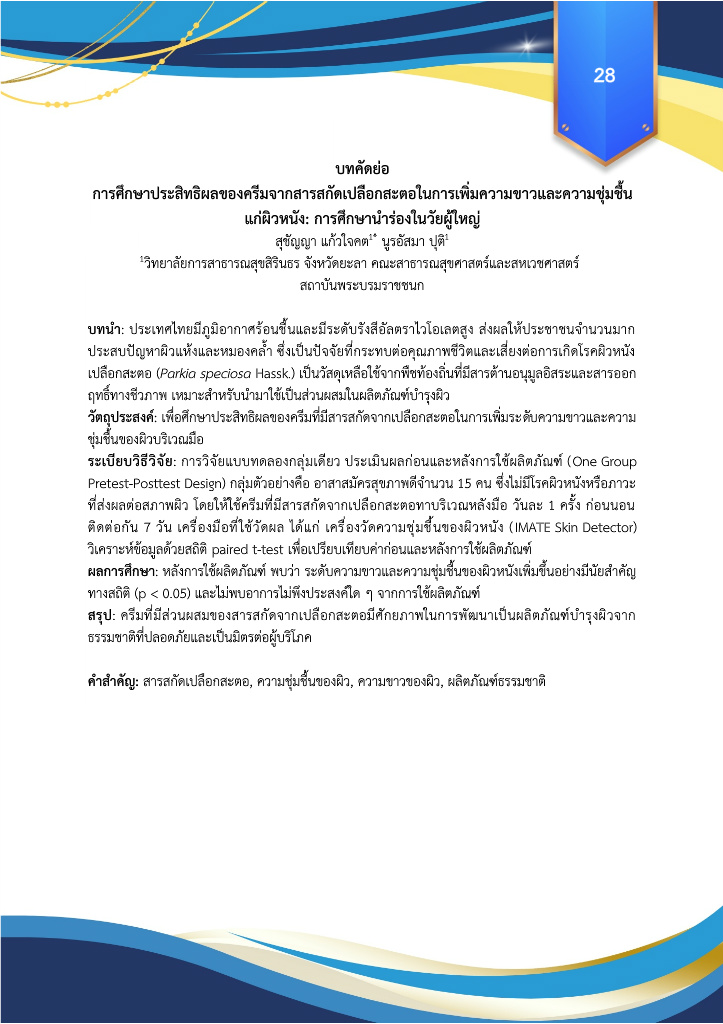 28
บทคัดย่อ
การศึกษาประสิทธิผลของครีมจากสารสกัดเปลือกสะตอในการเพิ่มความขาวและความชุ่มชื้น
แก่ผิวหนัง: การศึกษานำร่องในวัยผู้ใหญ่
สุชัญญา แก้วใจคต¹* นูรอัสมา ปุติ¹
¹วิทยาลัยการสาธารณสุขสิรินธร จังหวัดยะลา คณะสาธารณสุขศาสตร์และสหเวชศาสตร์
สถาบันพระบรมราชชนก
บทนำ: ประเทศไทยมีภูมิอากาศร้อนชื้นและมีระดับรังสีอัลตราไวโอเลตสูง ส่งผลให้ประชาชนจำนวนมาก
ประสบปัญหาผิวแห้งและหมองคล้ำ ซึ่งเป็นปัจจัยที่กระทบต่อคุณภาพชีวิตและเสี่ยงต่อการเกิดโรคผิวหนัง
เปลือกสะตอ (Parkia speciosa Hassk.) เป็นวัสดุเหลือใช้จากพืชท้องถิ่นที่มีสารต้านอนุมูลอิสระและสารออก
ฤทธิ์ทางชีวภาพ เหมาะสำหรับนำมาใช้เป็นส่วนผสมในผลิตภัณฑ์บำรุงผิว
วัตถุประสงค์: เพื่อศึกษาประสิทธิผลของครีมที่มีสารสกัดจากเปลือกสะตอในการเพิ่มระดับความขาวและความ
ชุ่มชื้นของผิวบริเวณมือ
ระเบียบวิธีวิจัย: การวิจัยแบบทดลองกลุ่มเดียว ประเมินผลก่อนและหลังการใช้ผลิตภัณฑ์ (One Group
Pretest-Posttest Design) กลุ่มตัวอย่างคือ อาสาสมัครสุขภาพดีจำนวน 15 คน ซึ่งไม่มีโรคผิวหนังหรือภาวะ
ที่ส่งผลต่อสภาพผิว โดยให้ใช้ครีมที่มีสารสกัดจากเปลือกสะตอทาบริเวณหลังมือ วันละ 1 ครั้ง ก่อนนอน
ติดต่อกัน 7 วัน เครื่องมือที่ใช้วัดผล ได้แก่ เครื่องวัดความชุ่มชื้นของผิวหนัง (IMATE Skin Detector)
วิเคราะห์ข้อมูลด้วยสถิติ paired t-test เพื่อเปรียบเทียบค่าก่อนและหลังการใช้ผลิตภัณฑ์
ผลการศึกษา: หลังการใช้ผลิตภัณฑ์ พบว่า ระดับความขาวและความชุ่มชื้นของผิวหนังเพิ่มขึ้นอย่างมีนัยสำคัญ
ทางสถิติ (p < 0.05) และไม่พบอาการไม่พึงประสงค์ใด ๆ จากการใช้ผลิตภัณฑ์
สรุป: ครีมที่มีส่วนผสมของสารสกัดจากเปลือกสะตอมีศักยภาพในการพัฒนาเป็นผลิตภัณฑ์บำรุงผิวจาก
ธรรมชาติที่ปลอดภัยและเป็นมิตรต่อผู้บริโภค
คำสำคัญ: สารสกัดเปลือกสะตอ, ความชุ่มชื้นของผิว, ความขาวของผิว, ผลิตภัณฑ์ธรรมชาติ